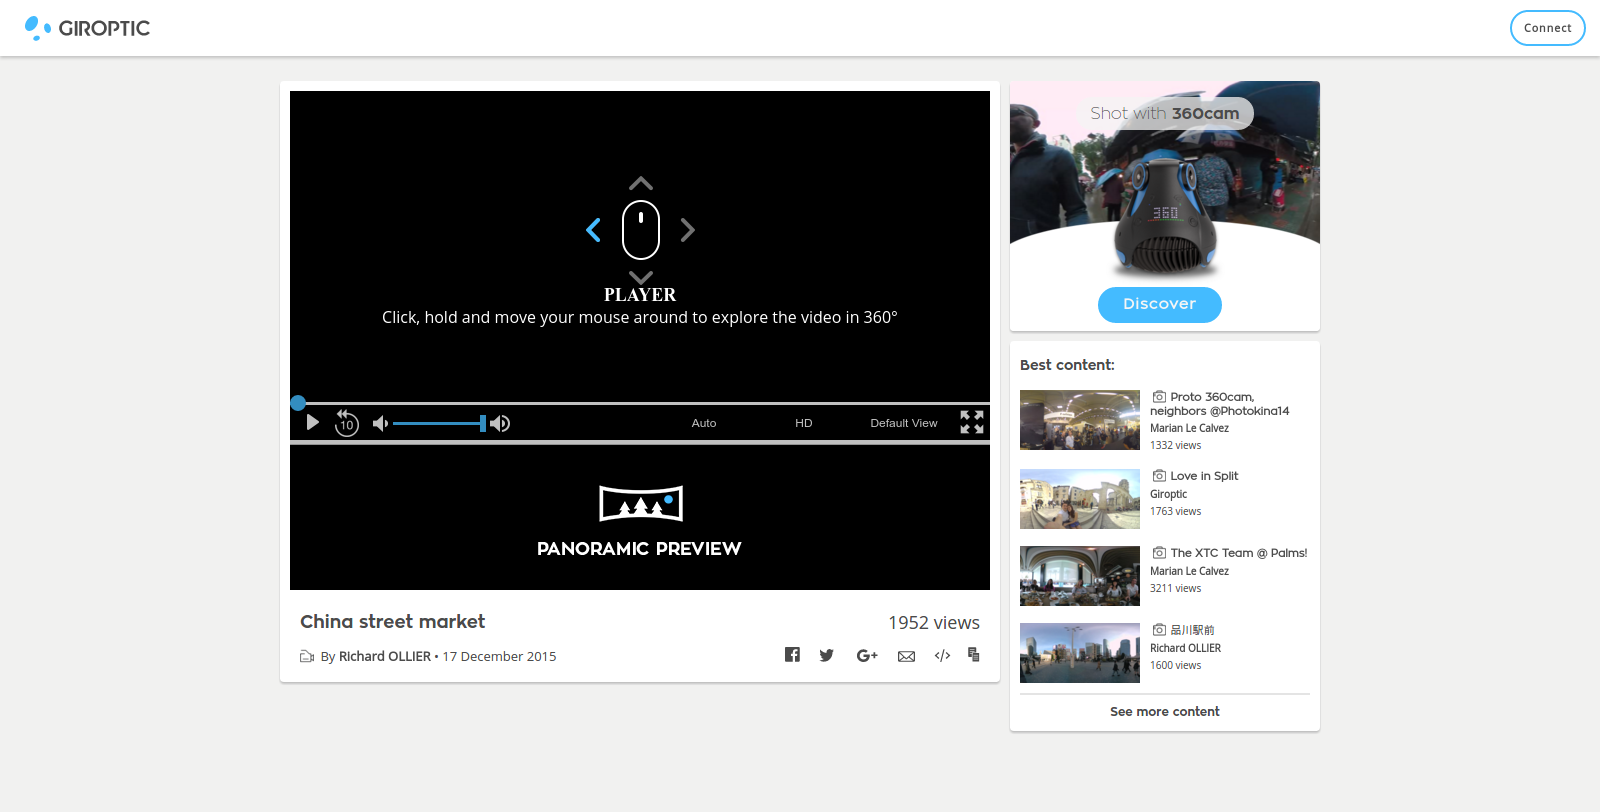 GIROPTIC
Connect
PLAYER
Click, hold and move your mouse around to explore the video in 360°
10
Auto
HD
Default View
PANORAMIC PREVIEW
China street market
1952 views
By Richard OLLIER • 17 December 2015
G+
</>
Shot with 360cam
360
Discover
Best content:
Proto 360cam,
neighbors @Photokina14
Marian Le Calvez
1332 views
Love in Split
Giroptic
1763 views
The XTC Team @ Palms!
Marian Le Calvez
3211 views
品川駅前
Richard OLLIER
1600 views
See more content